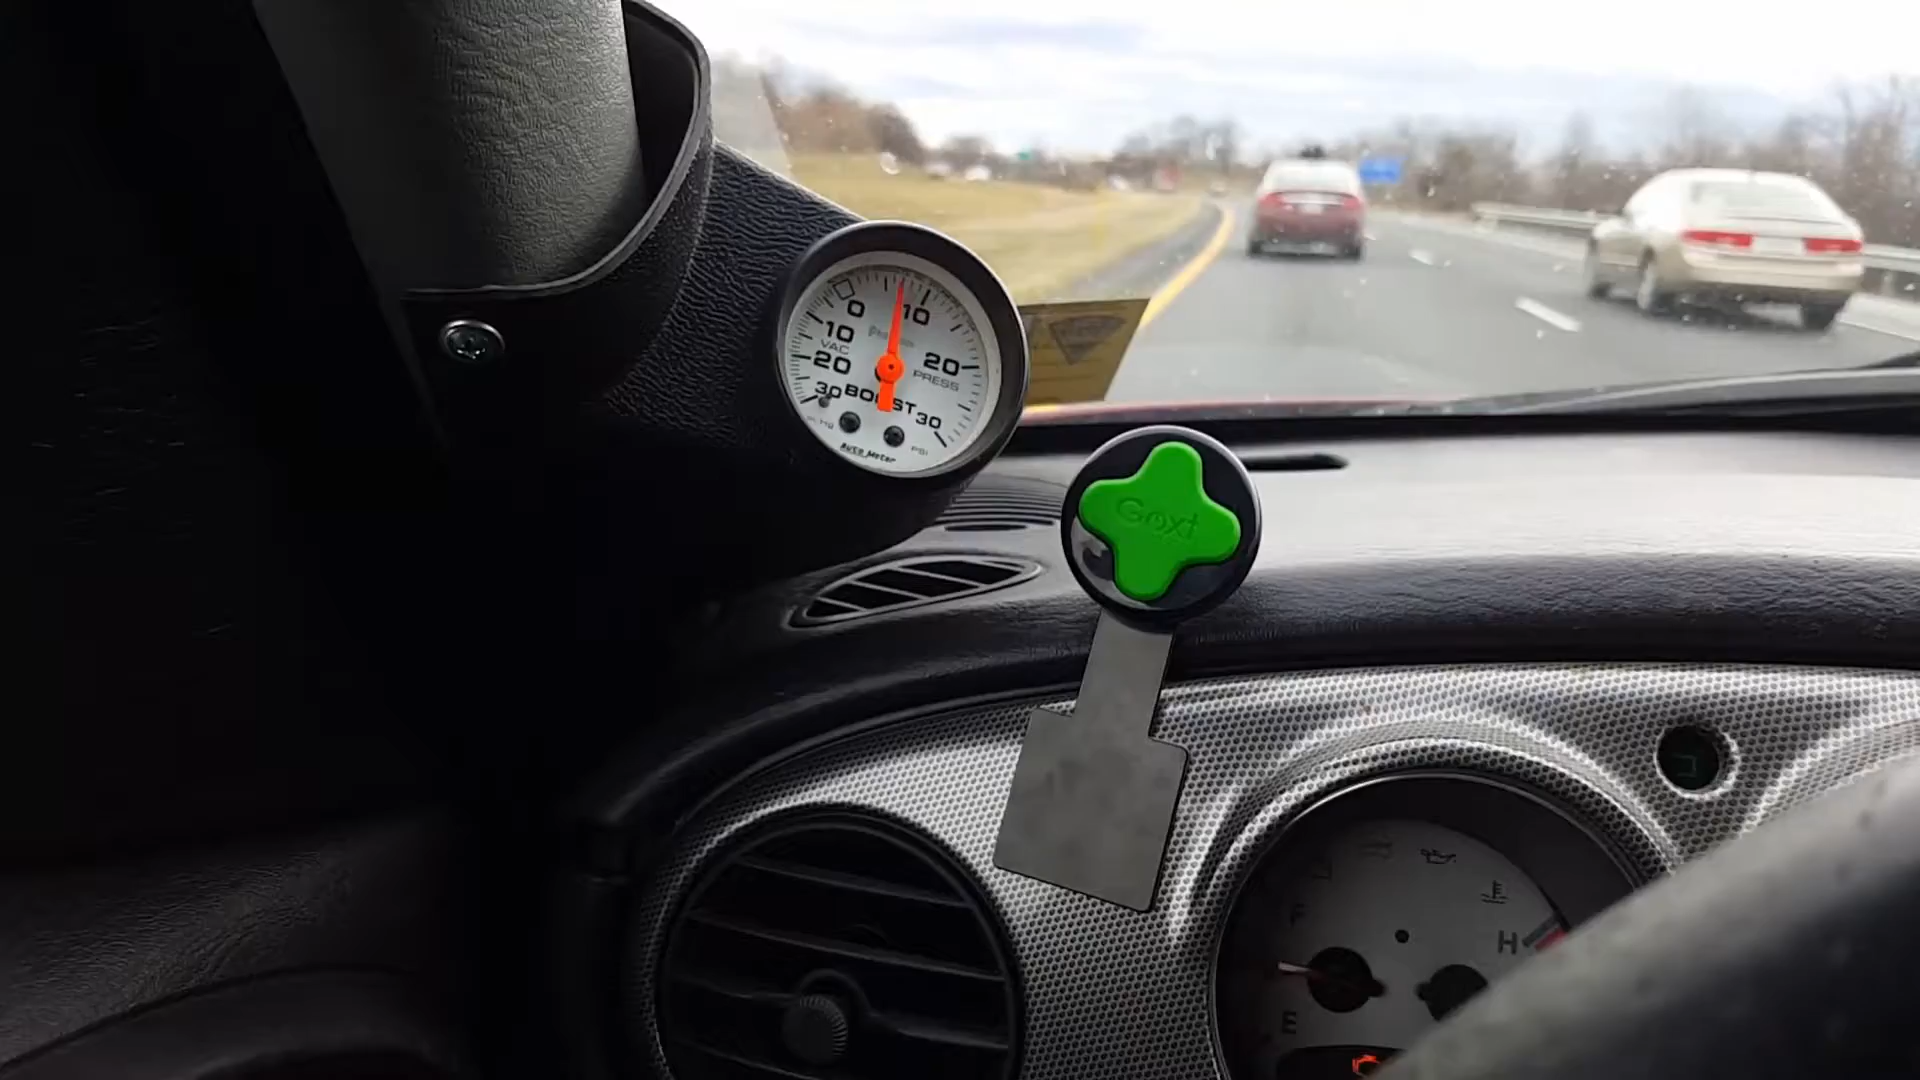 0
10
10
VAC
20
20
PRESS
30
BOOST
30
PSI
Auto Meter
Goxt
F
H
E